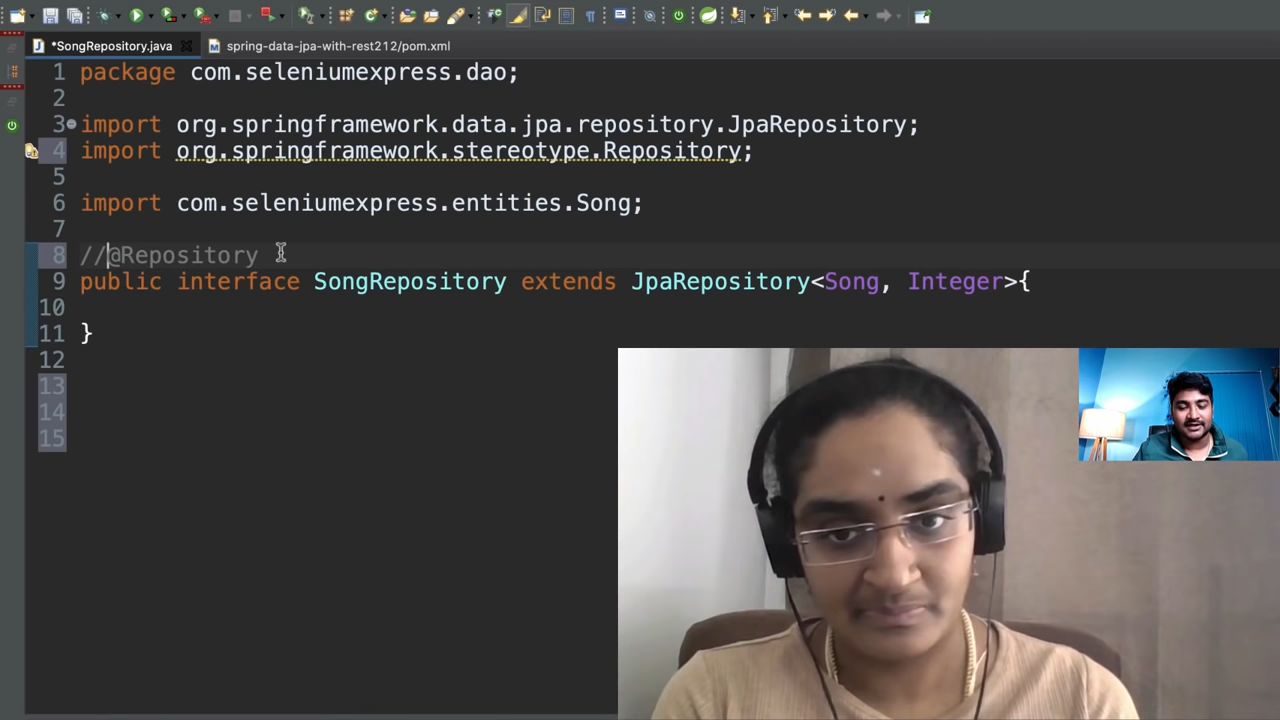 *SongRepository.java
spring-data-jpa-with-rest212/pom.xml
1 package com.seleniumexpress.dao;
2
3 import org.springframework.data.jpa.repository.JpaRepository;
4 import org.springframework.stereotype.Repository;
5
6 import com.seleniumexpress.entities.Song;
7
8 //@Repository
9 public interface SongRepository extends JpaRepository<Song, Integer>{
10
11 }
12
13
14
15